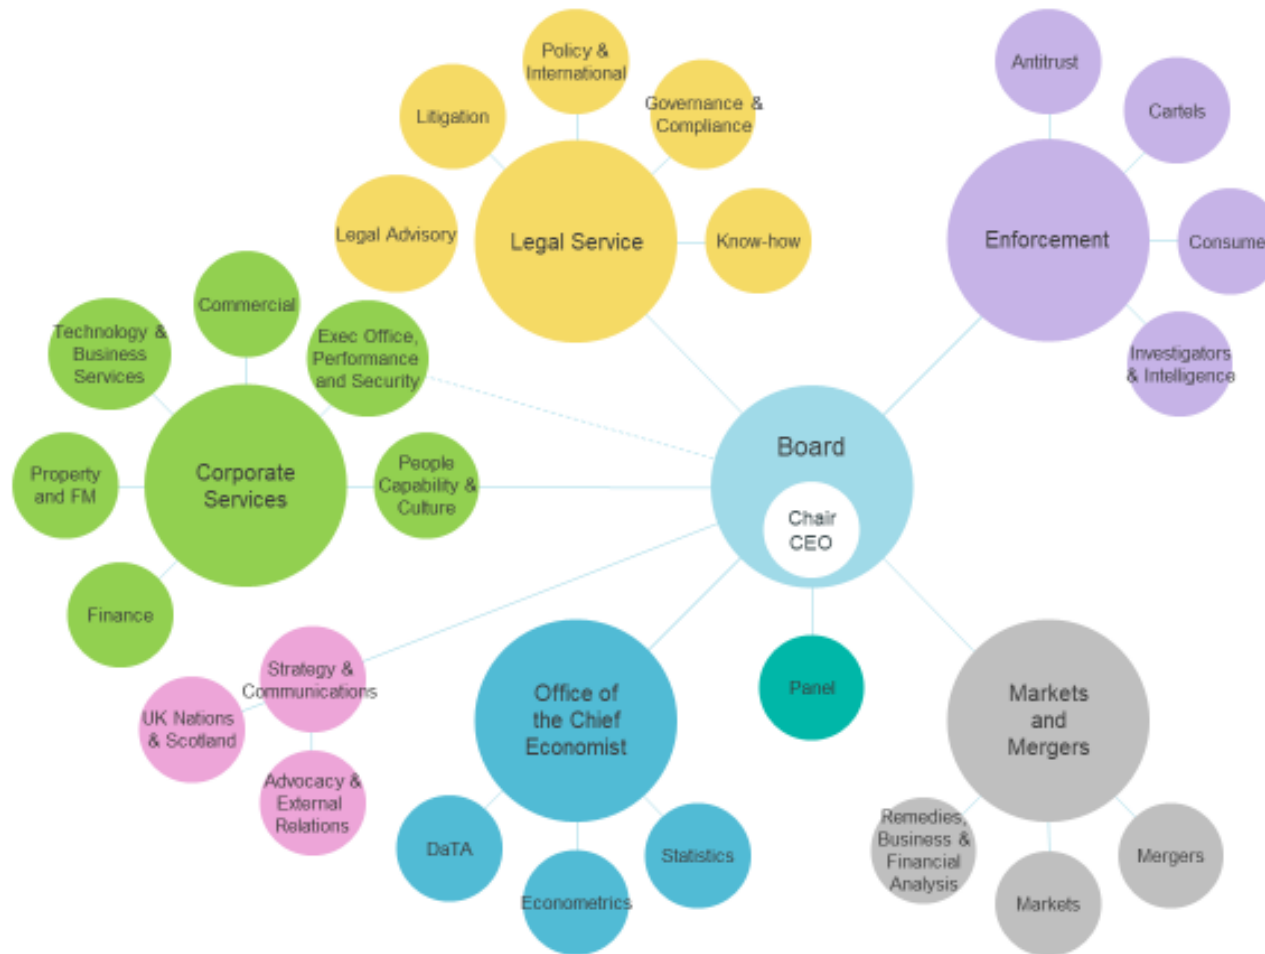 Policy &
International
Antitrust
Litigation
Governance &
Compliance
Cartels
Legal Advisory
Legal Service
Know-how
Enforcement
Consume
Investigators
& Intelligence
Commercial
Technology &
Business
Services
Exec Office,
Performance
and Security
Property
and FM
Corporate
Services
People
Capability &
Culture
Finance
Board
Chair
CEO
Strategy &
Communications
UK Nations
& Scotland
Advocacy &
External
Relations
Office of
the Chief
Economist
DaTA
Econometrics
Statistics
Panel
Markets
and
Mergers
Remedies,
Business &
Financial
Analysis
Markets
Mergers